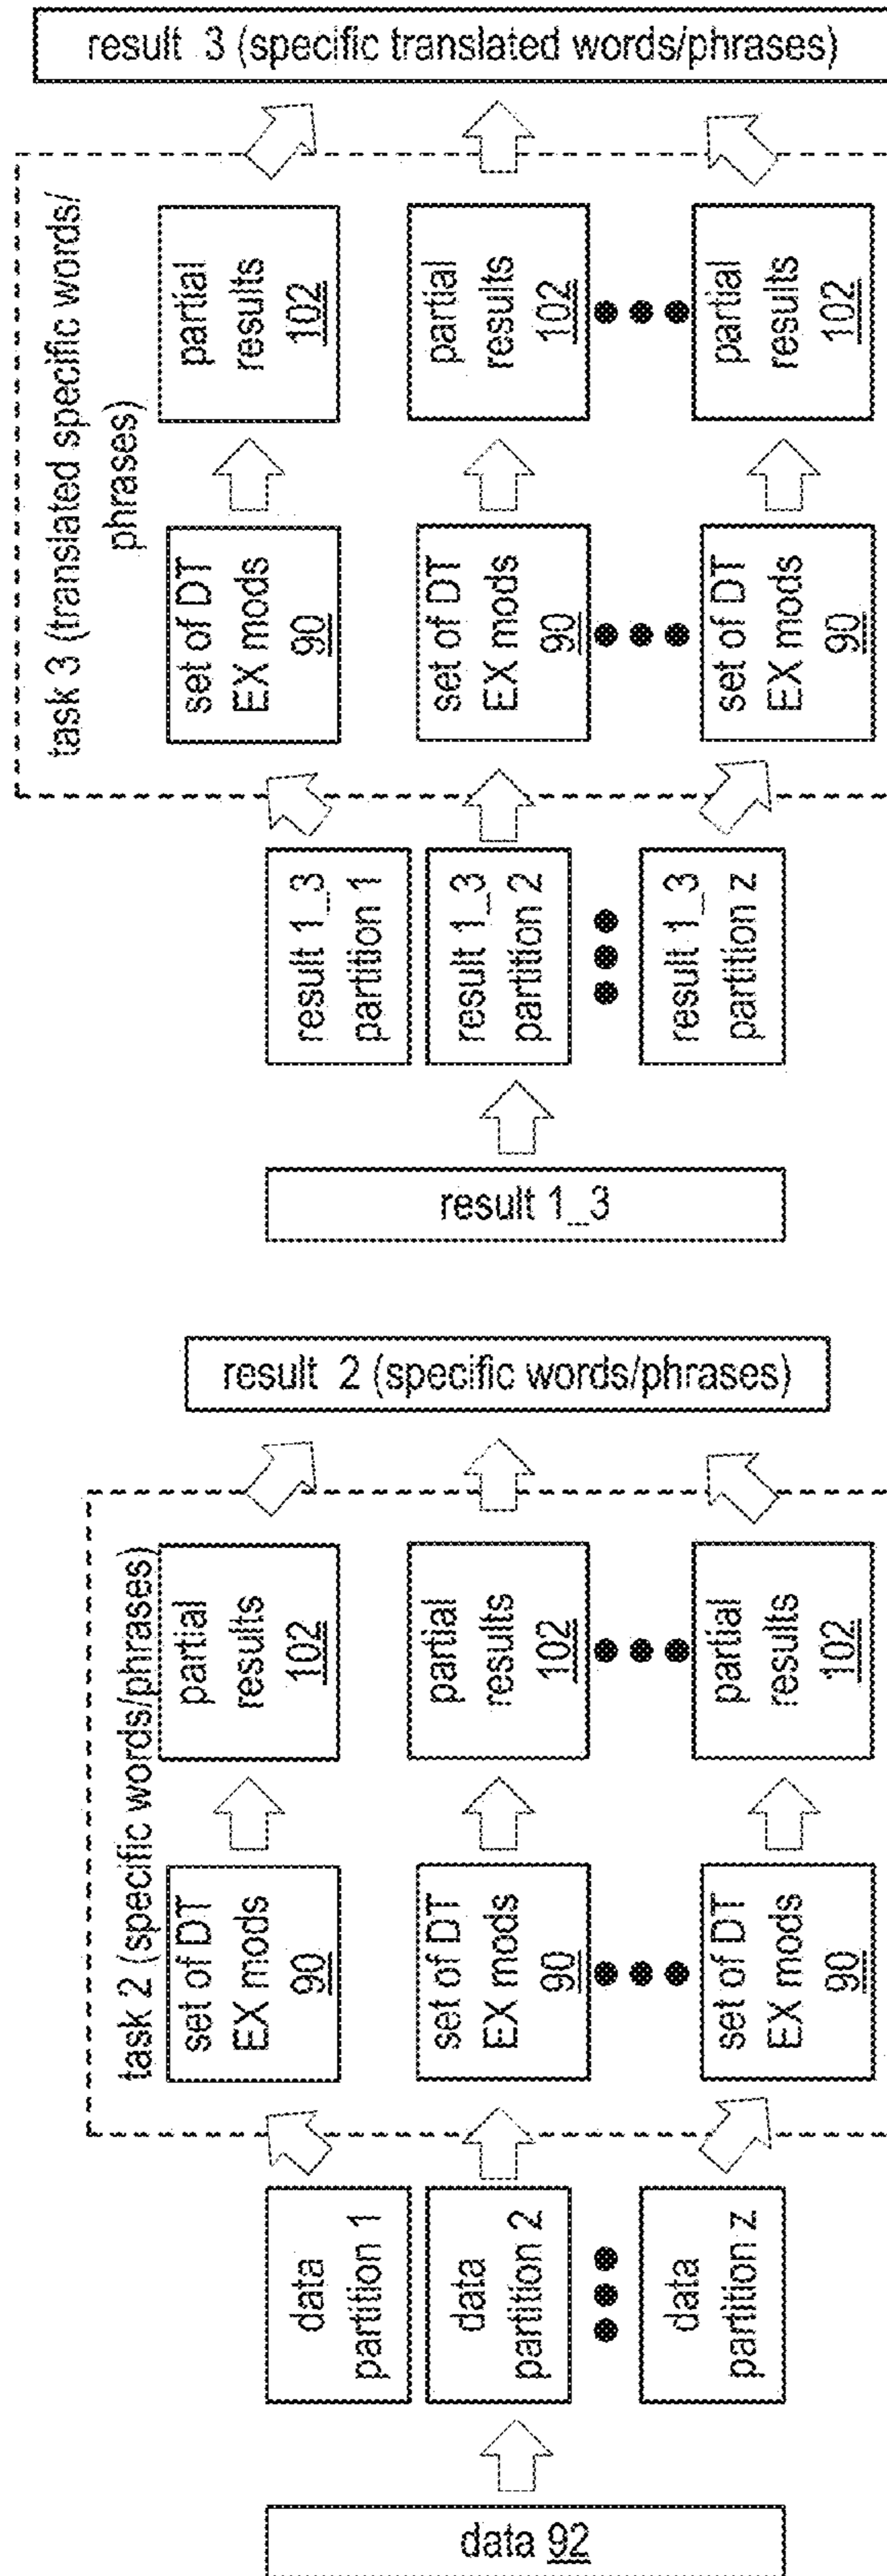 data 92
data
partition 1
data
partition 2
data
partition z
task 2 (specific words/phrases)
set of DT
EX mods
90
set of DT
EX mods
90
set of DT
EX mods
90
partial
results
102
partial
results
102
partial
results
102
result 2 (specific words/phrases)
result 1_3
result 1_3
partition 1
result 1_3
partition 2
result 1_3
partition z
task 3 (translated specific words/
phrases)
set of DT
EX mods
90
set of DT
EX mods
90
set of DT
EX mods
90
partial
results
102
partial
results
102
partial
results
102
result 3 (specific translated words/phrases)